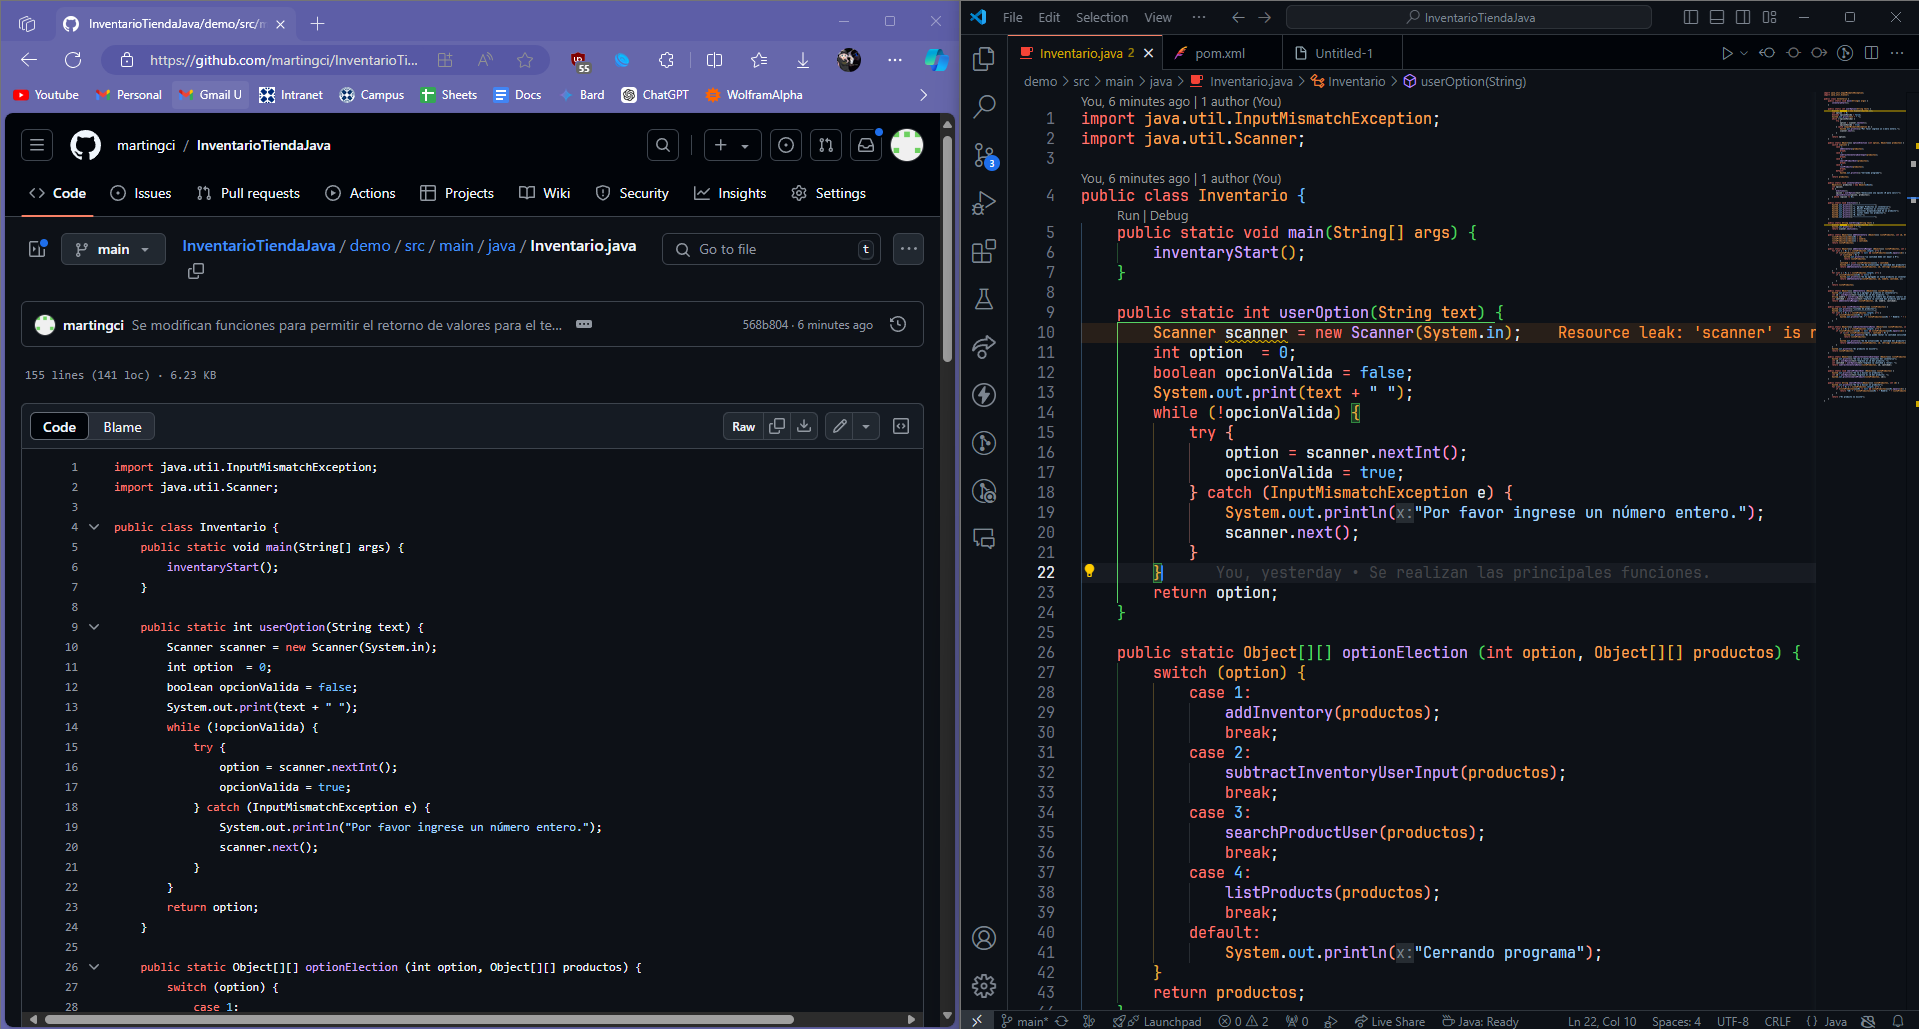 InventarioTiendaJava/demo/src/m
https://github.com/martingci/InventarioTi...
55
Youtube
Personal
Gmail U
Intranet
Campus
Sheets
Docs
Bard
ChatGPT
WolframAlpha
martingci / InventarioTiendaJava
Code
Issues
Pull requests
Actions
Projects
Wiki
Security
Insights
Settings
main
InventarioTiendaJava / demo / src / main / java / Inventario.java
Go to file
t
martingci Se modifican funciones para permitir el retorno de valores para el te...
568b804 · 6 minutes ago
155 lines (141 loc) · 6.23 KB
Code
Blame
Raw
1 import java.util.InputMismatchException;
2 import java.util.Scanner;
3
4 public class Inventario {
5 public static void main(String[] args) {
6 inventaryStart();
7 }
8
9 public static int userOption(String text) {
10 Scanner scanner = new Scanner(System.in);
11 int option  = 0;
12 boolean opcionValida = false;
13 System.out.print(text + " ");
14 while (!opcionValida) {
15 try {
16 option = scanner.nextInt();
17 opcionValida = true;
18 } catch (InputMismatchException e) {
19 System.out.println("Por favor ingrese un número entero.");
20 scanner.next();
21 }
22 }
23 return option;
24 }
25
26 public static Object[][] optionElection (int option, Object[][] productos) {
27 switch (option) {
28 case 1:
File
Edit
Selection
View
InventarioTiendaJava
Inventario.java 2
pom.xml
Untitled-1
demo > src > main > java > Inventario.java > Inventario > userOption(String)
3
You, 6 minutes ago | 1 author (You)
1 import java.util.InputMismatchException;
2 import java.util.Scanner;
3
You, 6 minutes ago | 1 author (You)
4 public class Inventario {
Run | Debug
5 public static void main(String[] args) {
6 inventaryStart();
7 }
8
9 public static int userOption(String text) {
10 Scanner scanner = new Scanner(System.in); Resource leak: 'scanner' is n
11 int option  = 0;
12 boolean opcionValida = false;
13 System.out.print(text + " ");
14 while (!opcionValida) {
15 try {
16 option = scanner.nextInt();
17 opcionValida = true;
18 } catch (InputMismatchException e) {
19 System.out.println(x:"Por favor ingrese un número entero.");
20 scanner.next();
21 }
22 } You, yesterday • Se realizan las principales funciones.
23 return option;
24 }
25
26 public static Object[][] optionElection (int option, Object[][] productos) {
27 switch (option) {
28 case 1:
29 addInventory(productos);
30 break;
31 case 2:
32 subtractInventoryUserInput(productos);
33 break;
34 case 3:
35 searchProductUser(productos);
36 break;
37 case 4:
38 listProducts(productos);
39 break;
40 default:
41 System.out.println(x:"Cerrando programa");
42 }
43 return productos;
main*
Launchpad
0
2
0
Live Share
Java: Ready
Ln 22, Col 10
Spaces: 4
UTF-8
CRLF
{ } Java